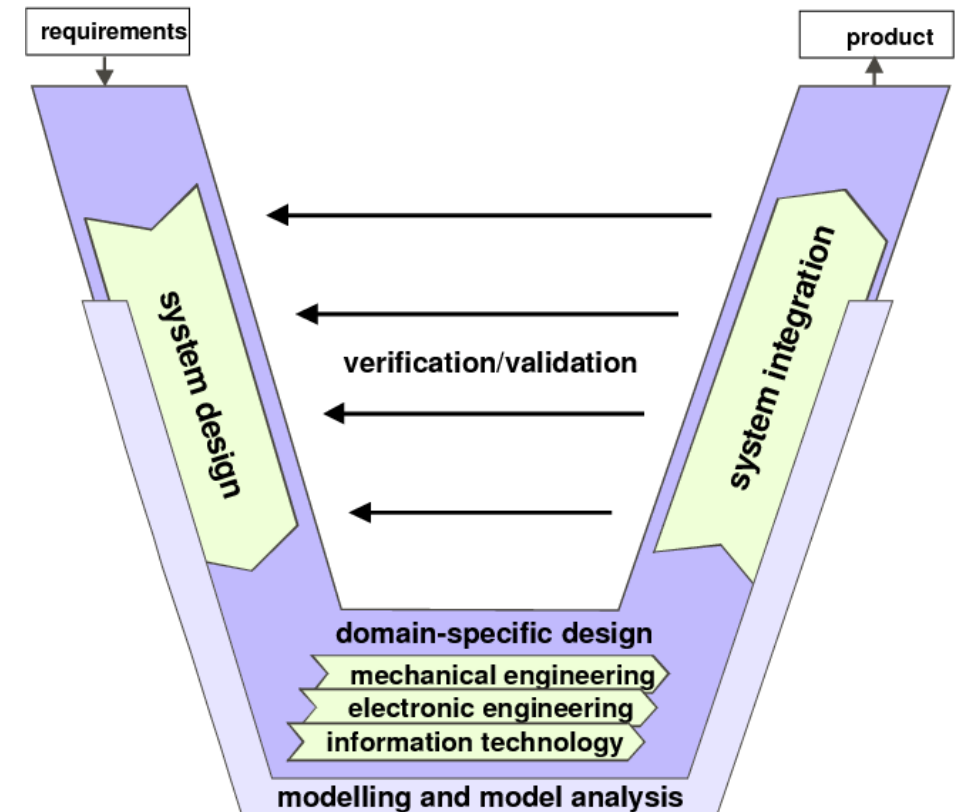 requirements
product
system design
system integration
verification/validation
domain-specific design
mechanical engineering
electronic engineering
information technology
modelling and model analysis